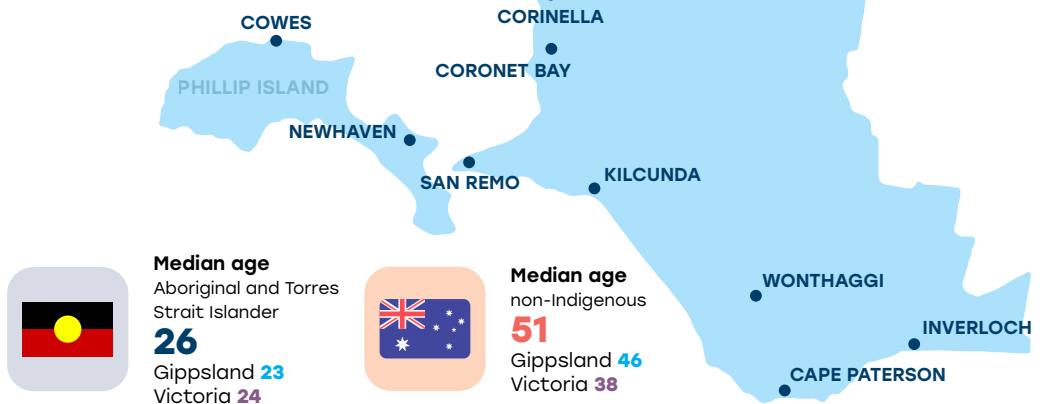 COWES
CORINELLA
CORONET BAY
PHILLIP ISLAND
NEWHAVEN
SAN REMO
KILCUNDA
WONTHAGGI
INVERLOCH
CAPE PATERSON
Median age
Aboriginal and Torres
Strait Islander
26
Gippsland 23
Victoria 24
Median age
non-Indigenous
51
Gippsland 46
Victoria 38